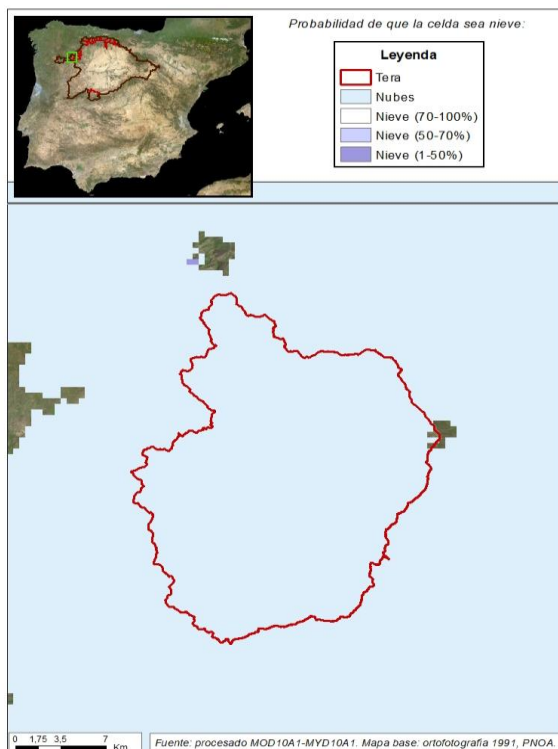 Probabilidad de que la celda sea nieve:
Leyenda
Tera
Nubes
Nieve (70-100%)
Nieve (50-70%)
Nieve (1-50%)
0 1,75 3,5 7
Km
Fuente: procesado MOD10A1-MYD10A1. Mapa base: ortofotografia 1991, PNOA